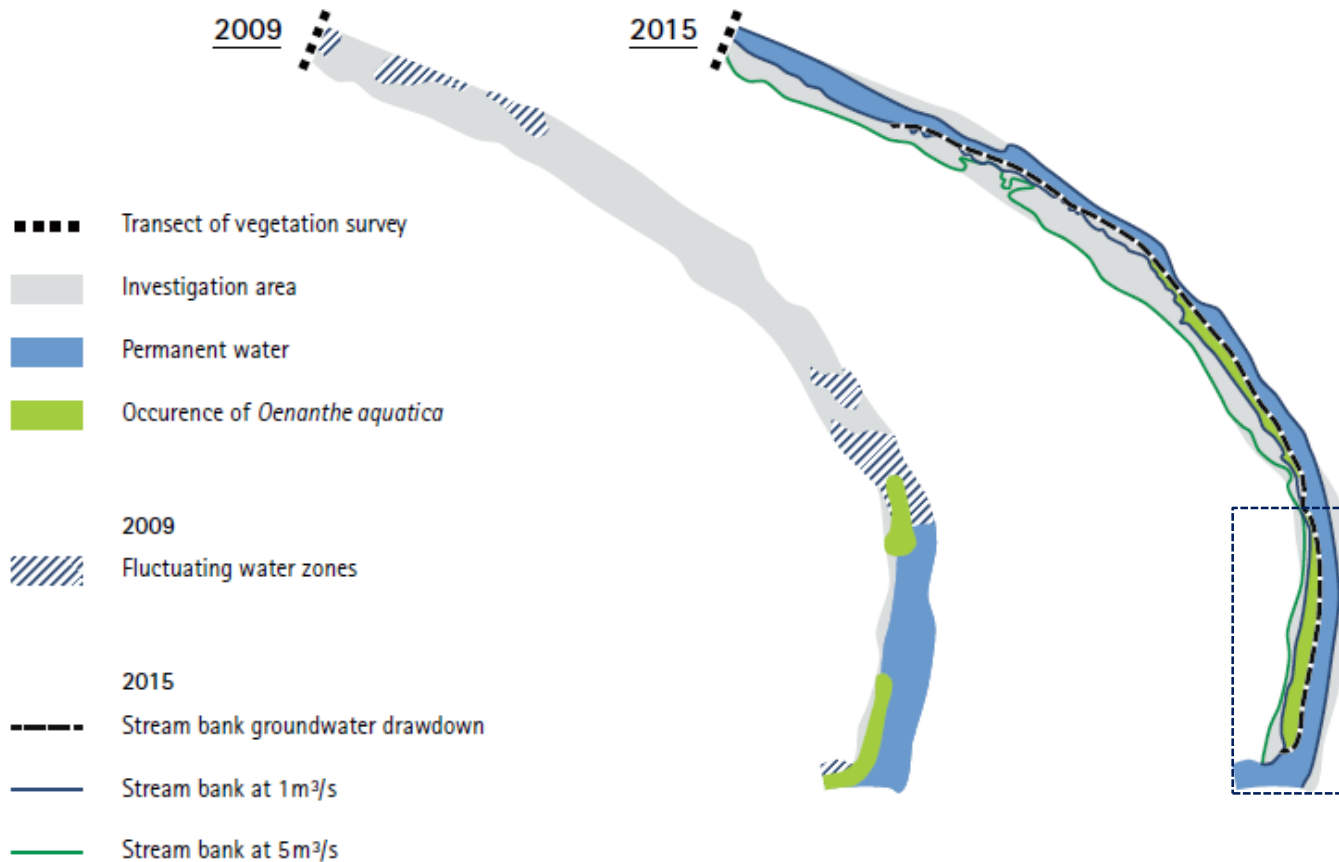 2009
2015
Transect of vegetation survey
Investigation area
Permanent water
Occurence of Oenanthe aquatica
2009
Fluctuating water zones
2015
Stream bank groundwater drawdown
Stream bank at 1m³/s
Stream bank at 5m³/s